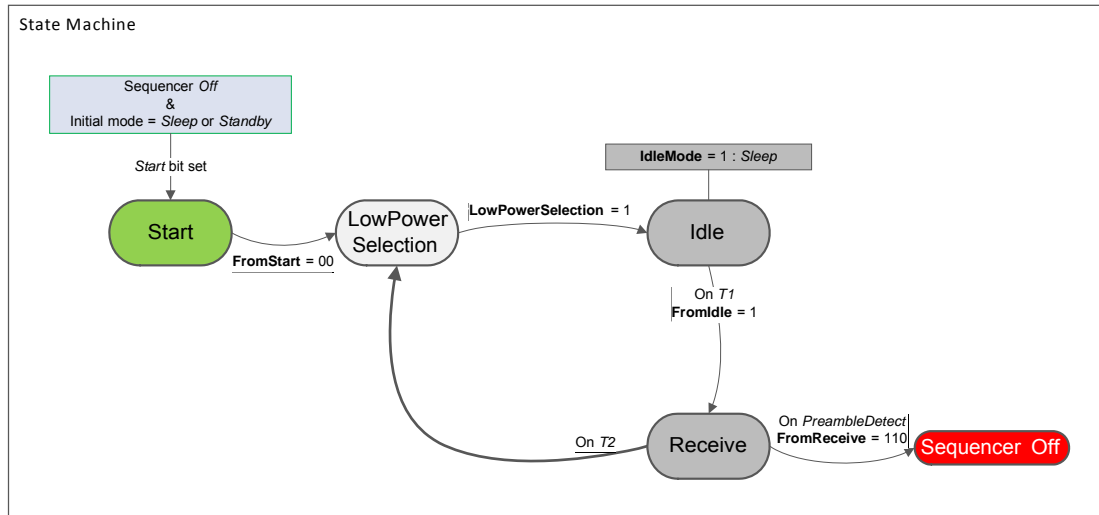 State Machine
Sequencer Off
&
Initial mode = Sleep or Standby
Start bit set
IdleMode = 1 : Sleep
Start
FromStart = 00
LowPower
Selection
LowPowerSelection = 1
Idle
On T1
FromIdle = 1
On T2
Receive
On PreambleDetect
FromReceive = 110
Sequencer Off